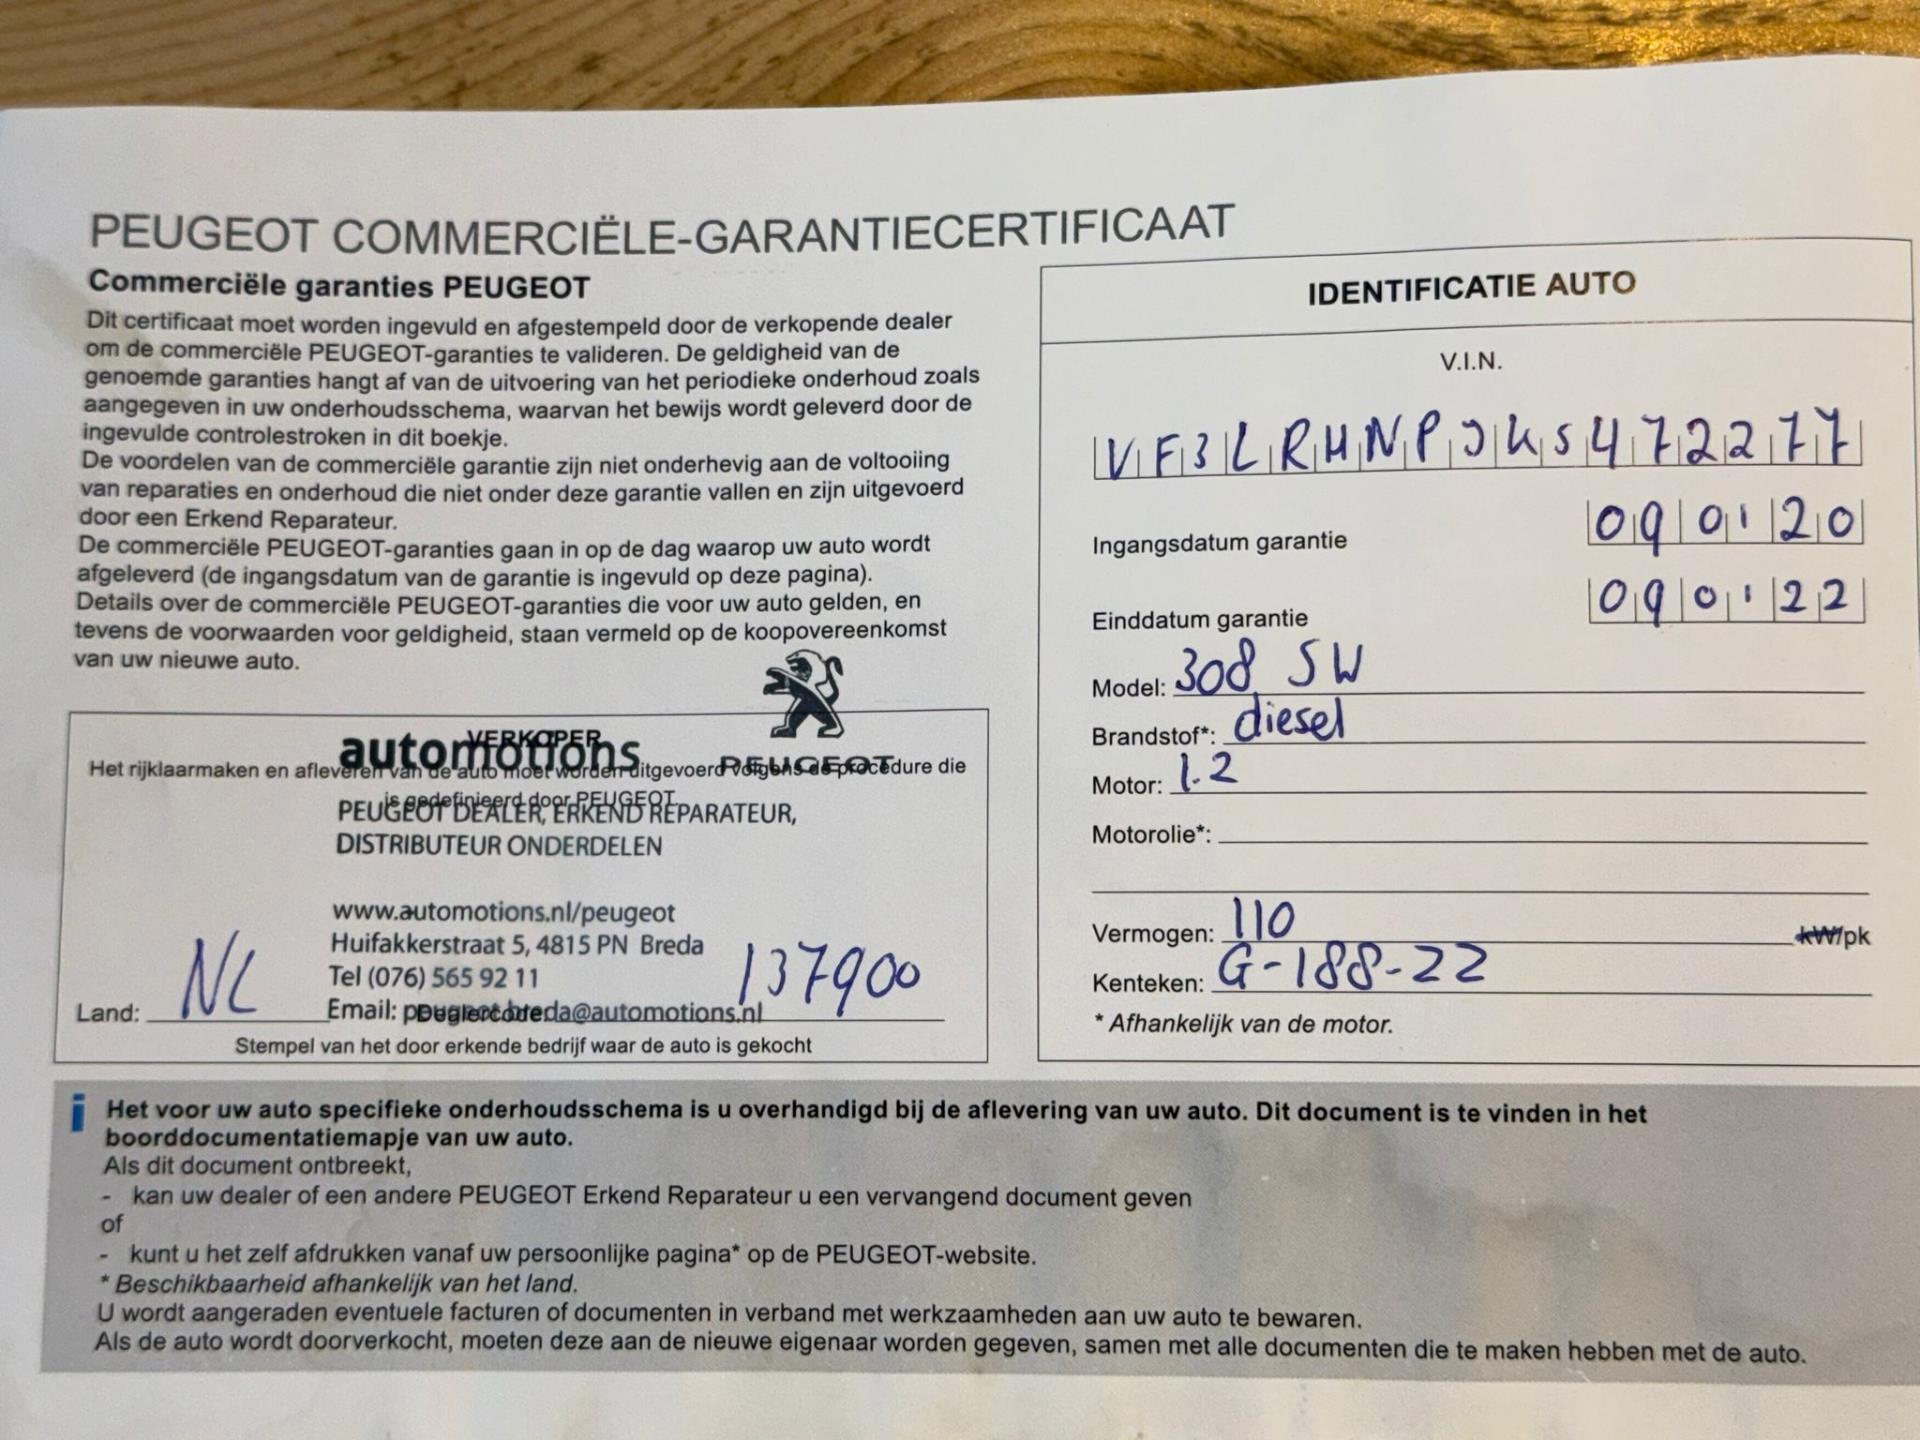 PEUGEOT COMMERCIËLE-GARANTIECERTIFICAAT
Commerciële garanties PEUGEOT
Dit certificaat moet worden ingevuld en afgestempeld door de verkopende dealer
om de commerciële PEUGEOT-garanties te valideren. De geldigheid van de
genoemde garanties hangt af van de uitvoering van het periodieke onderhoud zoals
aangegeven in uw onderhoudsschema, waarvan het bewijs wordt geleverd door de
ingevulde controlestroken in dit boekje.
De voordelen van de commerciële garantie zijn niet onderhevig aan de voltooiing
van reparaties en onderhoud die niet onder deze garantie vallen en zijn uitgevoerd
door een Erkend Reparateur.
De commerciële PEUGEOT-garanties gaan in op de dag waarop uw auto wordt
afgeleverd (de ingangsdatum van de garantie is ingevuld op deze pagina).
Details over de commerciële PEUGEOT-garanties die voor uw auto gelden, en
tevens de voorwaarden voor geldigheid, staan vermeld op de koopovereenkomst
van uw nieuwe auto.
VERKOPER
automotions
PEUGEOT
Het rijklaarmaken en afleveren van de auto moet worden uitgevoerd volgens de procedure die
is gedefinieerd door PEUGEOT
PEUGEOT DEALER, ERKEND REPARATEUR,
DISTRIBUTEUR ONDERDELEN
www.automotions.nl/peugeot
Huifakkerstraat 5, 4815 PN Breda
Tel (076) 565 92 11
Email: peugeot.breda@automotions.nl
Land: NL
Dealercode: 137900
Stempel van het door erkende bedrijf waar de auto is gekocht
IDENTIFICATIE AUTO
V.I.N.
VF3LRHNPJKS472277
Ingangsdatum garantie 090120
Einddatum garantie 090122
Model: 308 SW
Brandstof*: diesel
Motor: 1.2
Motorolie*:
Vermogen: 110 kW/pk
Kenteken: G-188-22
* Afhankelijk van de motor.
i Het voor uw auto specifieke onderhoudsschema is u overhandigd bij de aflevering van uw auto. Dit document is te vinden in het
boorddocumentatiemapje van uw auto.
Als dit document ontbreekt,
- kan uw dealer of een andere PEUGEOT Erkend Reparateur u een vervangend document geven
of
- kunt u het zelf afdrukken vanaf uw persoonlijke pagina* op de PEUGEOT-website.
* Beschikbaarheid afhankelijk van het land.
U wordt aangeraden eventuele facturen of documenten in verband met werkzaamheden aan uw auto te bewaren.
Als de auto wordt doorverkocht, moeten deze aan de nieuwe eigenaar worden gegeven, samen met alle documenten die te maken hebben met de auto.